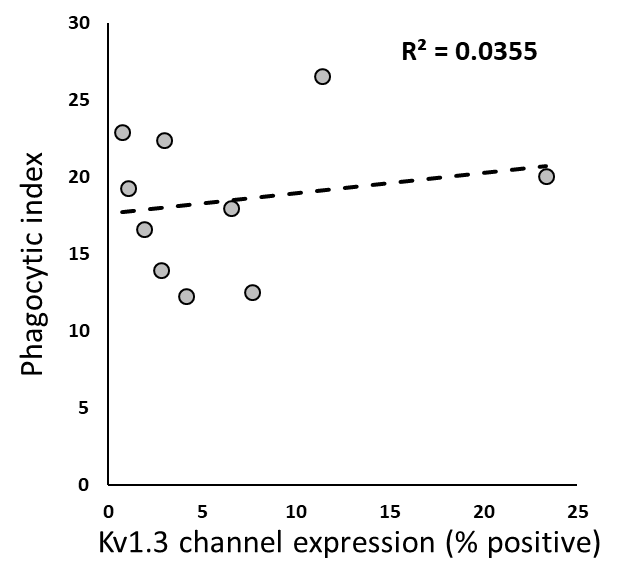 R² = 0.0355
30
25
20
15
10
5
0
Phagocytic index
0 5 10 15 20 25
Kv1.3 channel expression (% positive)